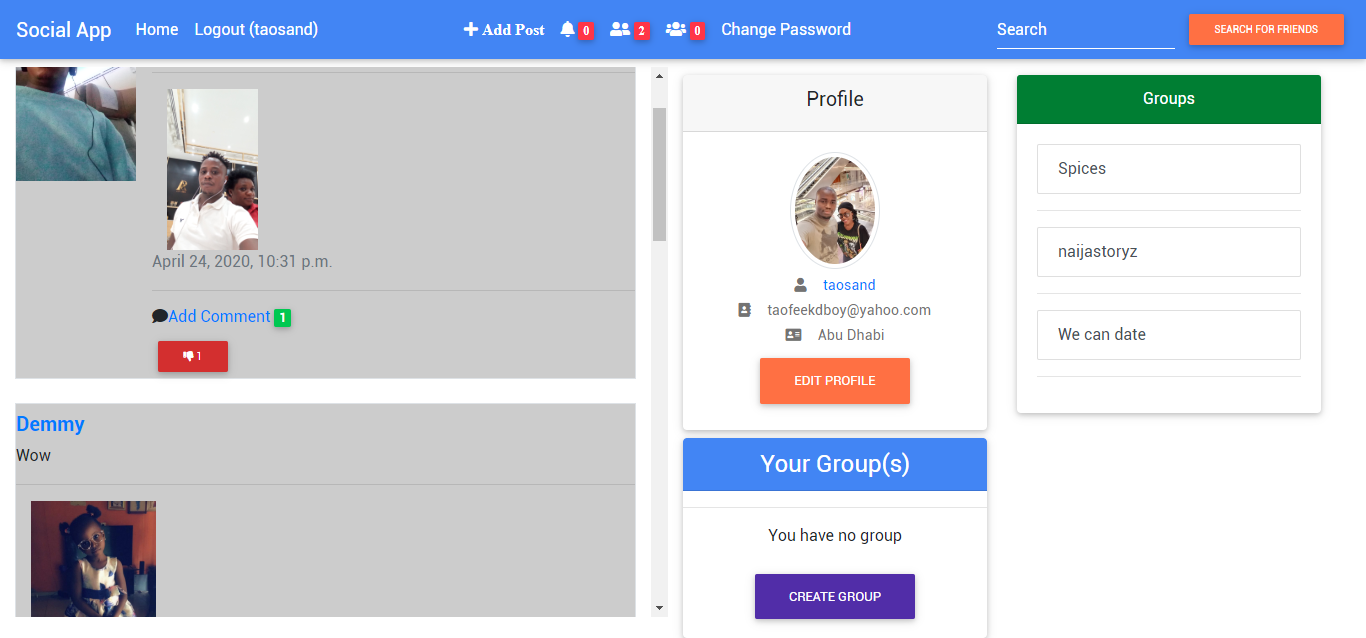 Social App Home Logout (taosand) Add Post 0 2 0 Change Password Search SEARCH FOR FRIENDS
April 24, 2020, 10:31 p.m.
Add Comment 1
1
Demmy
Wow
Profile
taosand
taofeekdboy@yahoo.com
Abu Dhabi
EDIT PROFILE
Your Group(s)
You have no group
CREATE GROUP
Groups
Spices
naijastoryz
We can date